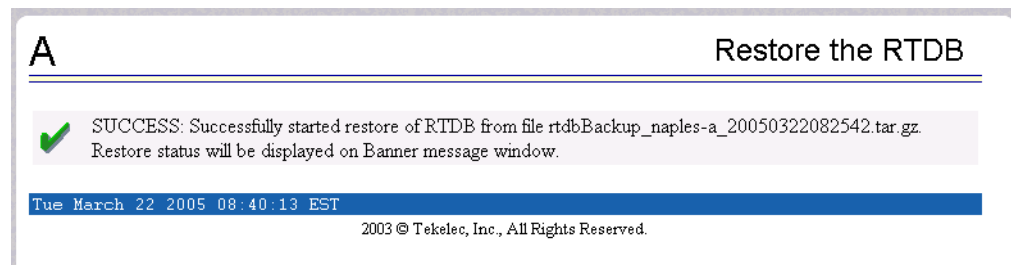 A
Restore the RTDB
SUCCESS: Successfully started restore of RTDB from file rtdbBackup_naples-a_20050322082542.tar.gz.
Restore status will be displayed on Banner message window.
Tue March 22 2005 08:40:13 EST
2003 © Tekelec, Inc., All Rights Reserved.